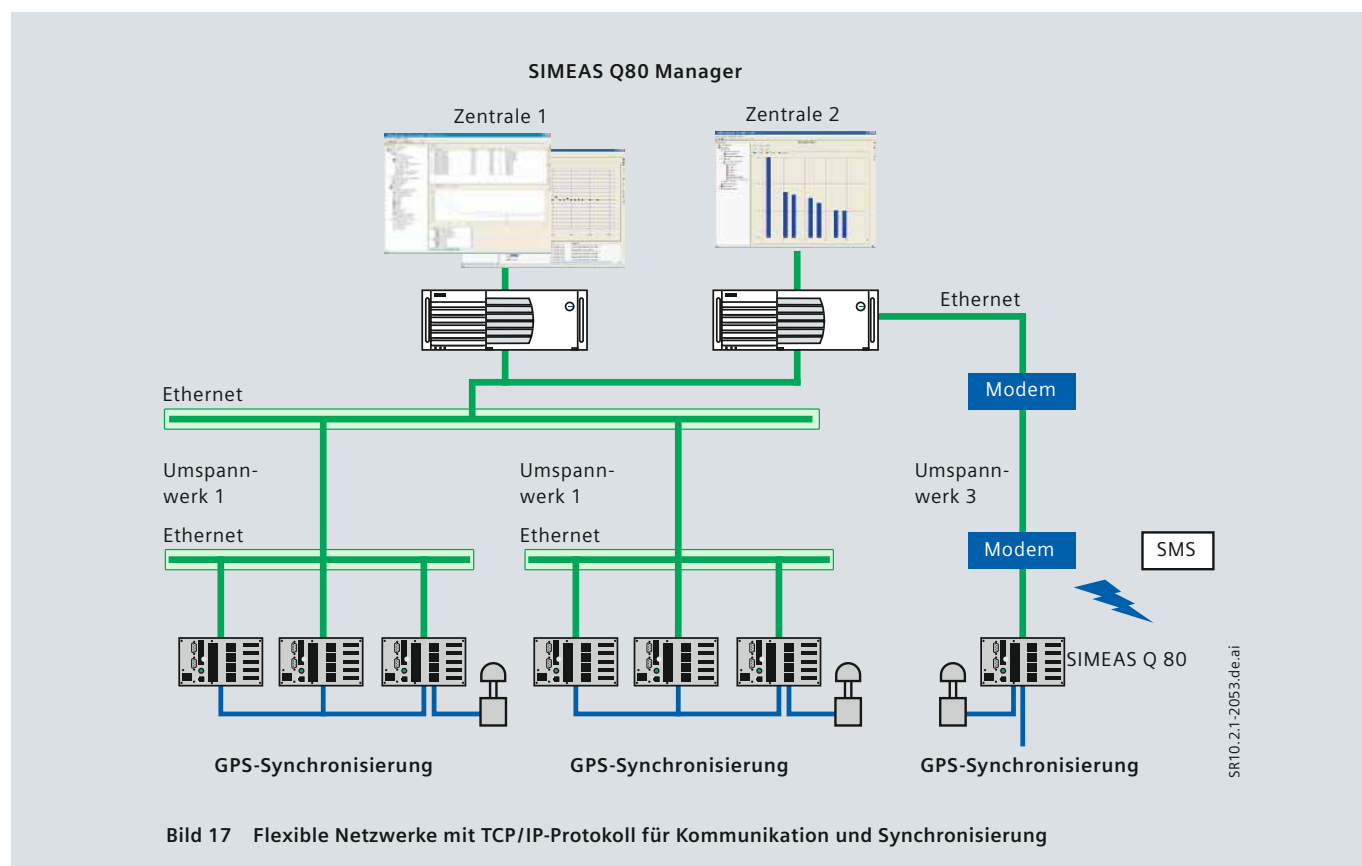 SIMEAS Q80 Manager
Zentrale 1
Zentrale 2
Ethernet
Modem
Ethernet
Umspann-
werk 1
Umspann-
werk 1
Umspann-
werk 3
Ethernet
Ethernet
Modem
SMS
SIMEAS Q 80
GPS-Synchronisierung
GPS-Synchronisierung
GPS-Synchronisierung
SR10.2.1-2053.de.ai
Bild 17 Flexible Netzwerke mit TCP/IP-Protokoll für Kommunikation und Synchronisierung